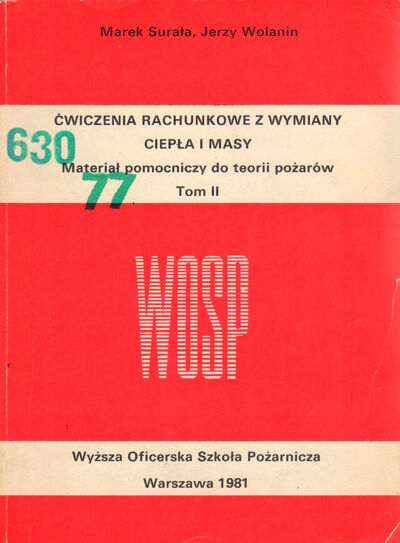 Marek Surała, Jerzy Wolanin
ĆWICZENIA RACHUNKOWE Z WYMIANY
CIEPŁA I MASY
630
Materiał pomocniczy do teorii pożarów
77
Tom II
WOSP
Wyższa Oficerska Szkoła Pożarnicza
Warszawa 1981